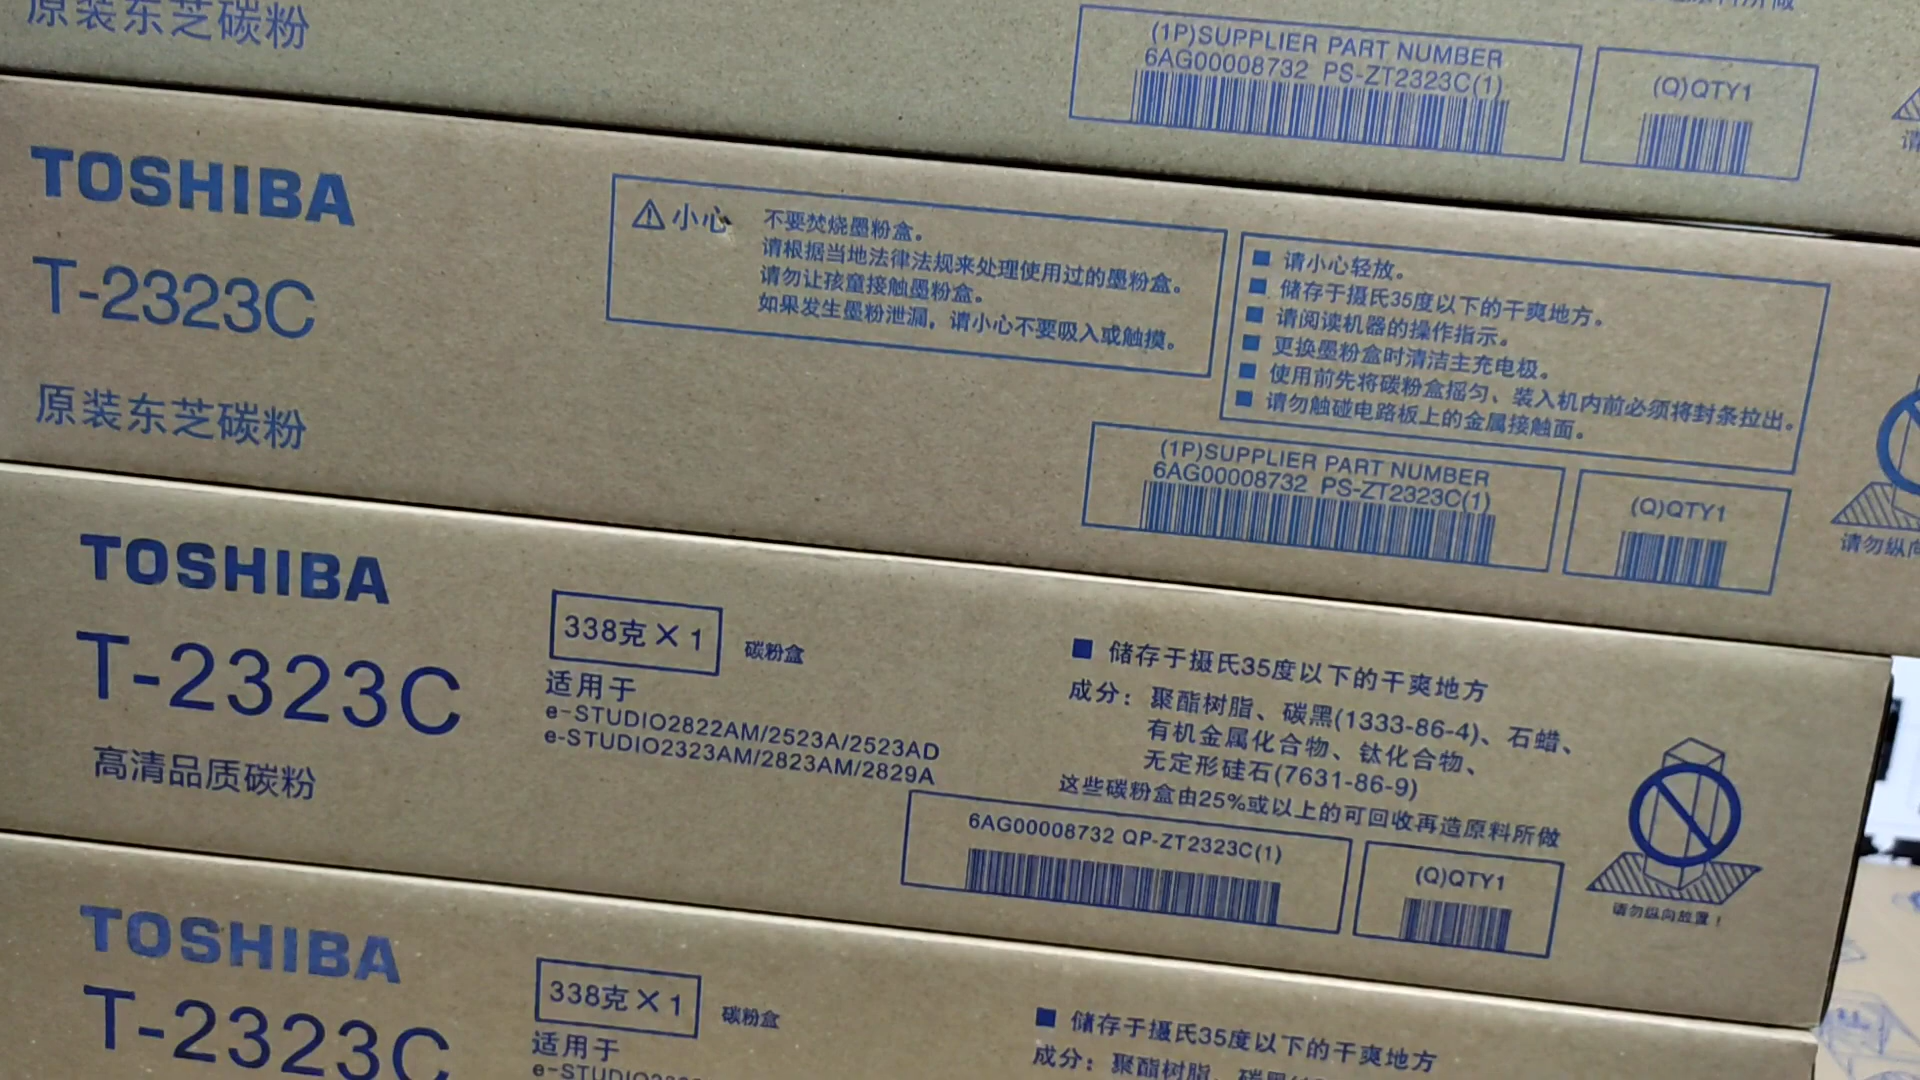 原装东芝碳粉
(1P)SUPPLIER PART NUMBER
6AG00008732 PS-ZT2323C(1)
(Q)QTY1
TOSHIBA
T-2323C
原装东芝碳粉
小心
不要焚烧墨粉盒。
请根据当地法律法规来处理使用过的墨粉盒。
请勿让孩童接触墨粉盒。
如果发生墨粉泄漏，请小心不要吸入或触摸。
■ 请小心轻放。
■ 储存于摄氏35度以下的干爽地方。
■ 请阅读机器的操作指示。
■ 更换墨粉盒时清洁主充电极。
■ 使用前先将碳粉盒摇匀、装入机内前必须将封条拉出。
■ 请勿触碰电路板上的金属接触面。
(1P)SUPPLIER PART NUMBER
6AG00008732 PS-ZT2323C(1)
(Q)QTY1
请勿纵向
TOSHIBA
T-2323C
高清品质碳粉
338克×1
碳粉盒
适用于
e-STUDIO2822AM/2523A/2523AD
e-STUDIO2323AM/2823AM/2829A
■ 储存于摄氏35度以下的干爽地方
成分：聚酯树脂、碳黑(1333-86-4)、石蜡、
有机金属化合物、钛化合物、
无定形硅石(7631-86-9)
这些碳粉盒由25%或以上的可回收再造原料所做
6AG00008732 QP-ZT2323C(1)
(Q)QTY1
请勿纵向放置！
TOSHIBA
T-2323C
338克×1
碳粉盒
适用于
■ 储存于摄氏35度以下的干爽地方
成分：聚酯树脂、碳黑